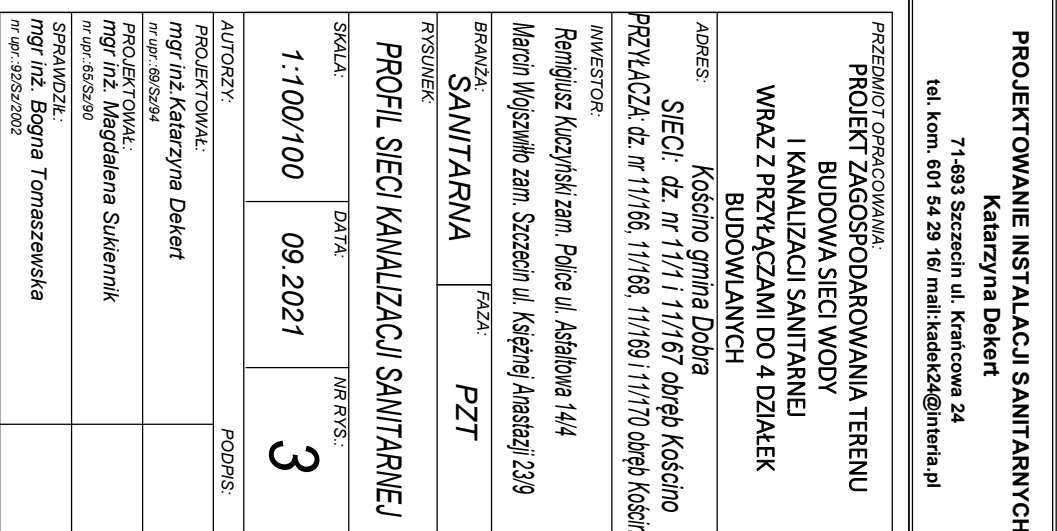 PROJEKTOWANIE INSTALACJI SANITARNYCH
Katarzyna Dekert
71-693 Szczecin ul. Krańcowa 24
tel. kom. 601 54 29 16/ mail:kadek24@interia.pl
PRZEDMIOT OPRACOWANIA:
PROJEKT ZAGOSPODAROWANIA TERENU
BUDOWA SIECI WODY
I KANALIZACJI SANITARNEJ
WRAZ Z PRZYŁĄCZAMI DO 4 DZIAŁEK
BUDOWLANYCH
ADRES:
Kościno gmina Dobra
SIECI: dz. nr 11/1 i 11/167 obręb Kościno
PRZYŁACZA: dz. nr 11/166, 11/168, 11/169 i 11/170 obręb
INWESTOR:
Remigiusz Kuczyński zam. Police ul. Asfaltowa 14/4
Marcin Wojszwiłło zam. Szczecin ul. Księżnej Anastazji 23/9
BRANŻA: FAZA:
SANITARNA PZT
RYSUNEK:
PROFIL SIECI KANALIZACJI SANITARNEJ
SKALA: DATA: NR RYS.:
1:100/100 09.2021 3
AUTORZY: PODPIS:
PROJEKTOWAŁ:
mgr inż.Katarzyna Dekert
nr upr.:69/Sz/94
PROJEKTOWAŁ:
mgr inż. Magdalena Sukiennik
nr upr.:65/Sz/90
SPRAWDZIŁ:
mgr inż. Bogna Tomaszewska
nr upr.:92/Sz/2002